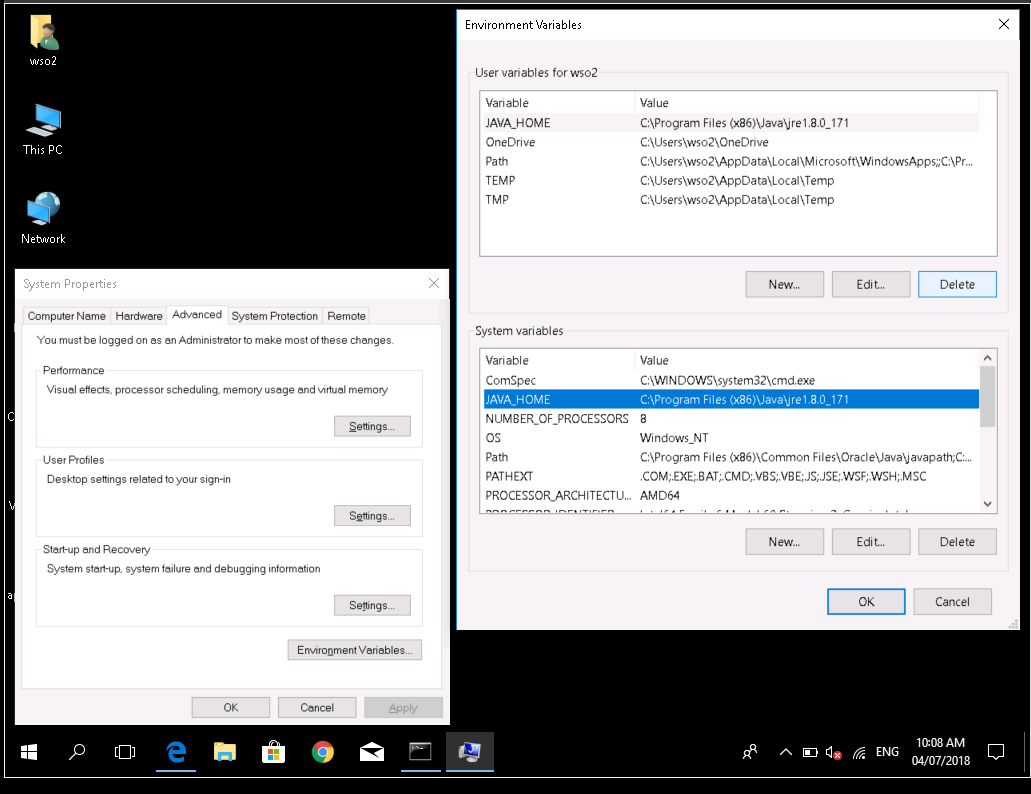 wso2
This PC
Network
System Properties
Computer Name Hardware Advanced System Protection Remote
You must be logged on as an Administrator to make most of these changes.
Performance
Visual effects, processor scheduling, memory usage and virtual memory
Settings...
User Profiles
Desktop settings related to your sign-in
Settings...
Start-up and Recovery
System start-up, system failure and debugging information
Settings...
Environment Variables...
OK Cancel Apply
Environment Variables
User variables for wso2
Variable Value
JAVA_HOME C:\Program Files (x86)\Java\jre1.8.0_171
OneDrive C:\Users\wso2\OneDrive
Path C:\Users\wso2\AppData\Local\Microsoft\WindowsApps;;C:\Pr...
TEMP C:\Users\wso2\AppData\Local\Temp
TMP C:\Users\wso2\AppData\Local\Temp
New... Edit... Delete
System variables
Variable Value
ComSpec C:\WINDOWS\system32\cmd.exe
JAVA_HOME C:\Program Files (x86)\Java\jre1.8.0_171
NUMBER_OF_PROCESSORS 8
OS Windows_NT
Path C:\Program Files (x86)\Common Files\Oracle\Java\javapath;C:...
PATHEXT .COM;.EXE;.BAT;.CMD;.VBS;.VBE;.JS;.JSE;.WSF;.WSH;.MSC
PROCESSOR_ARCHITECTU... AMD64
New... Edit... Delete
OK Cancel
ENG
10:08 AM
04/07/2018